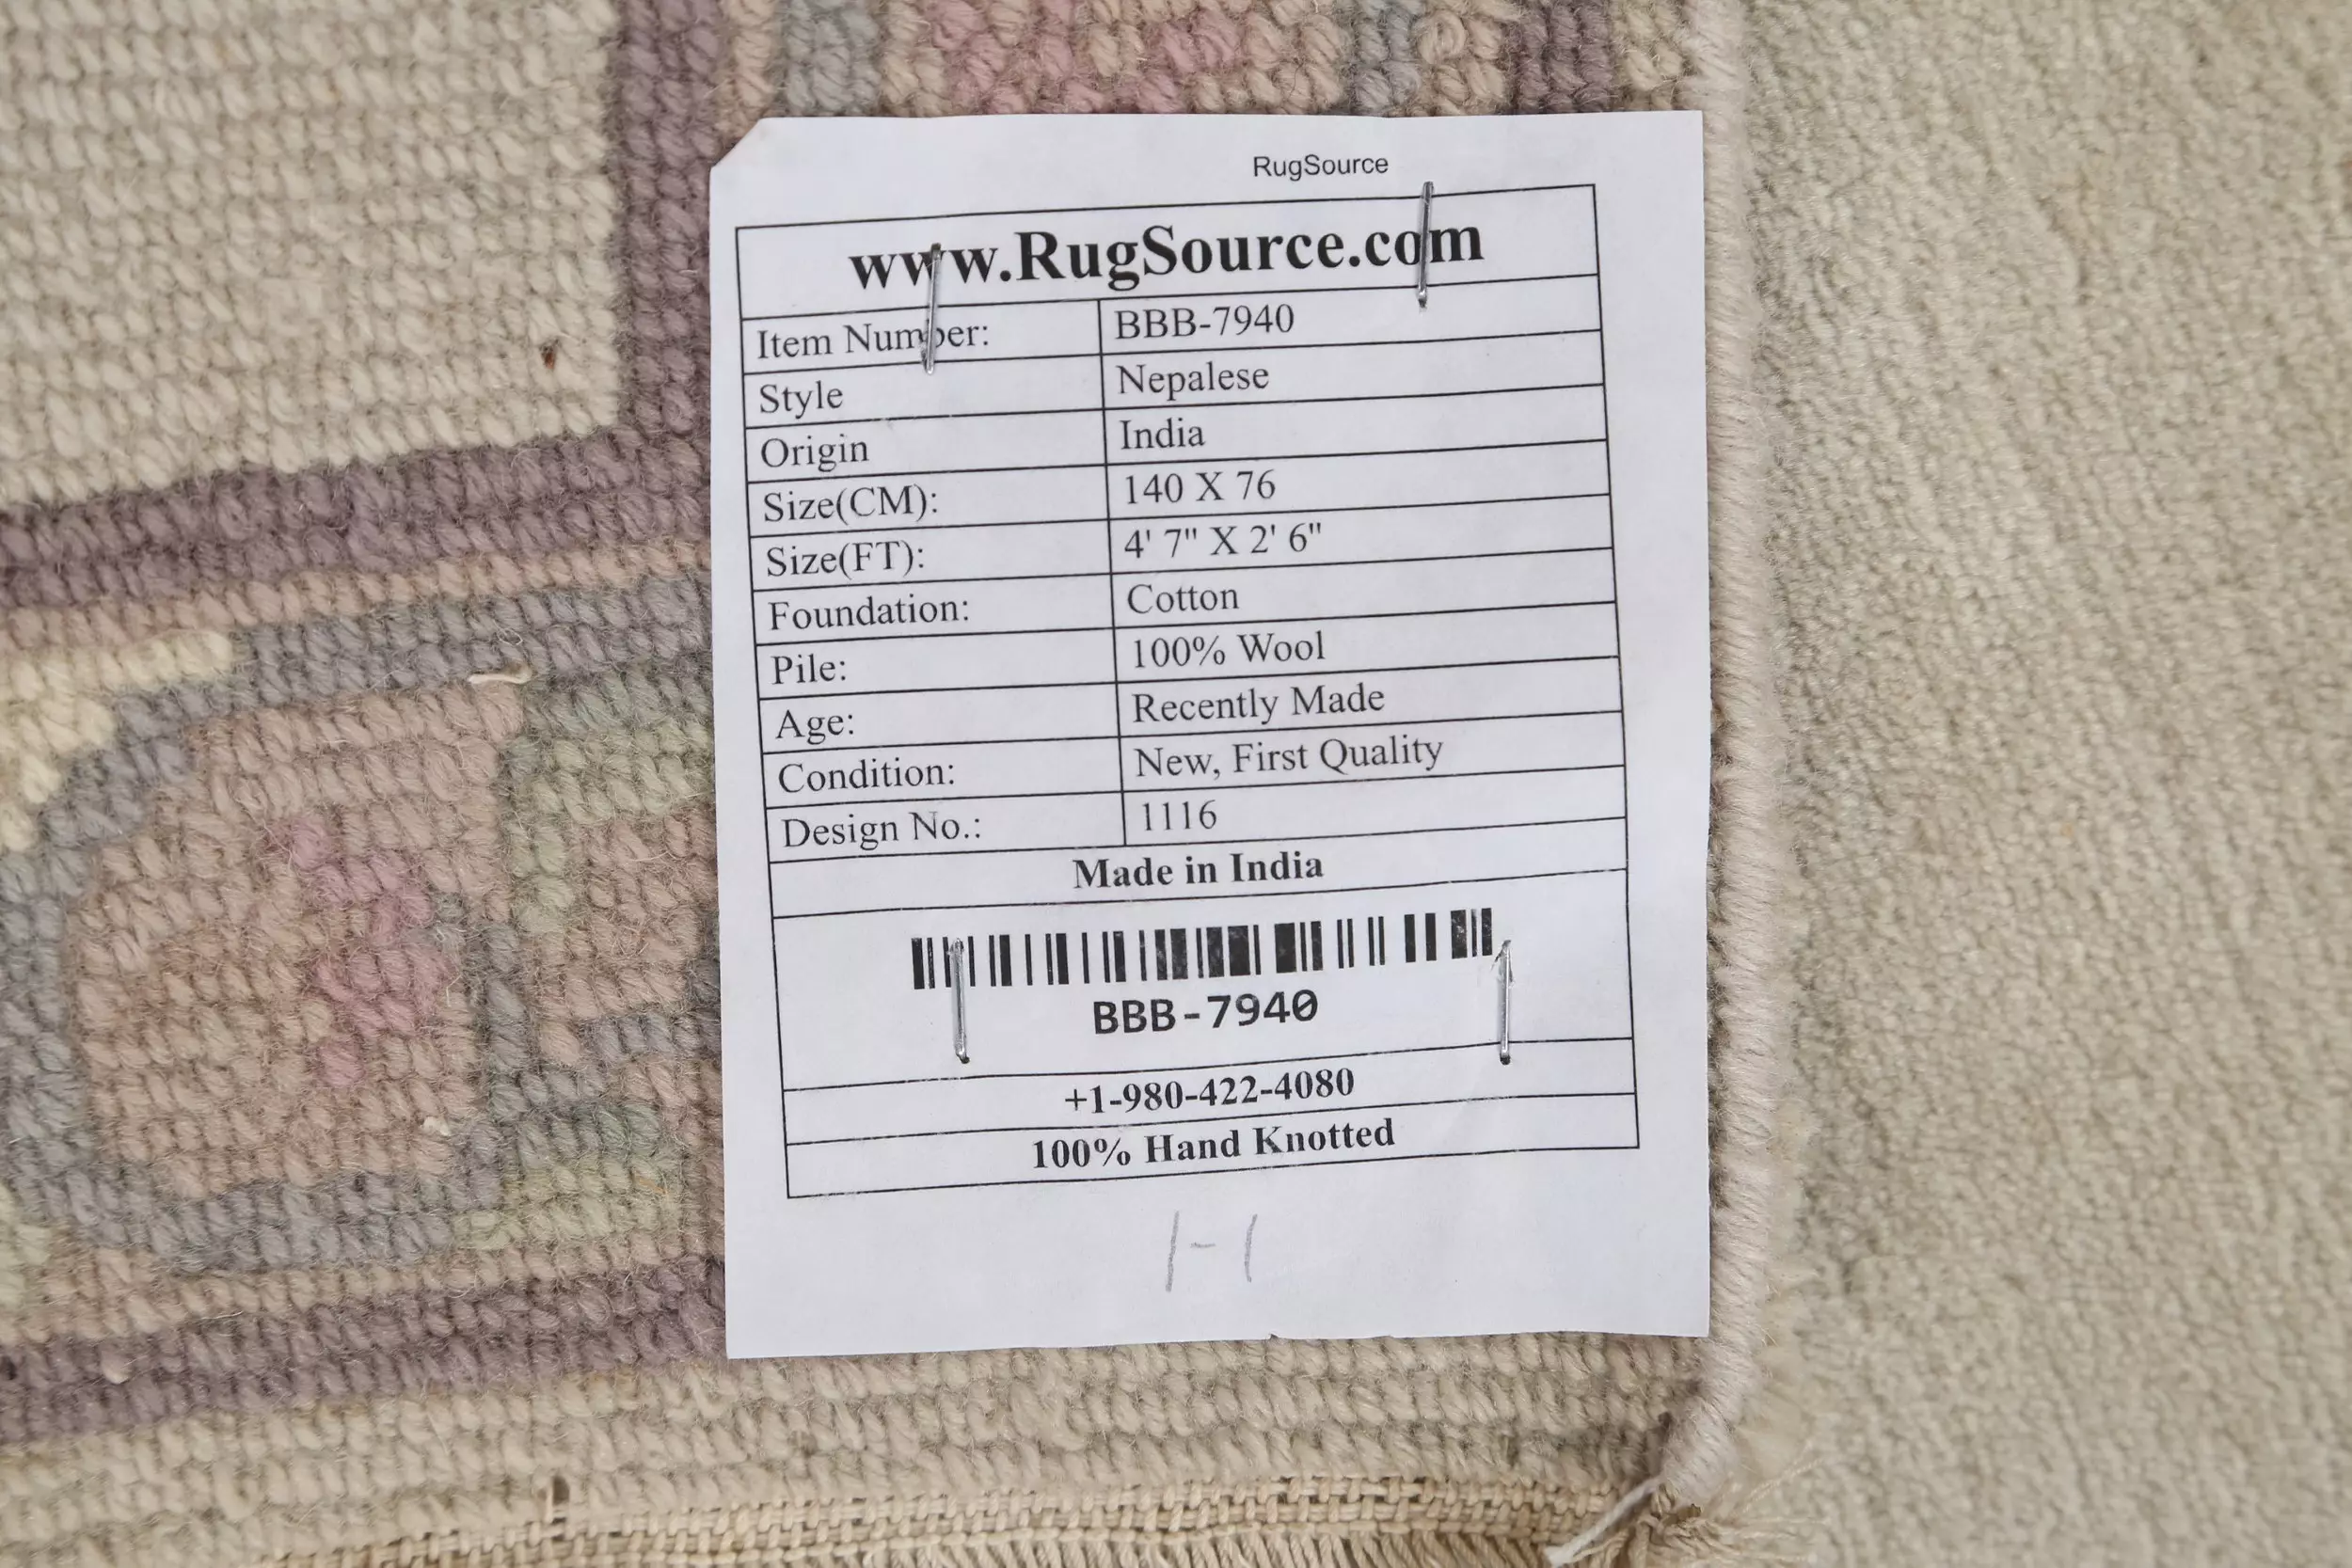 RugSource
www.RugSource.com
Item Number: BBB-7940
Style Nepalese
Origin India
Size(CM): 140 X 76
Size(FT): 4' 7" X 2' 6"
Foundation: Cotton
Pile: 100% Wool
Age: Recently Made
Condition: New, First Quality
Design No.: 1116
Made in India
BBB-7940
+1-980-422-4080
100% Hand Knotted
1-1